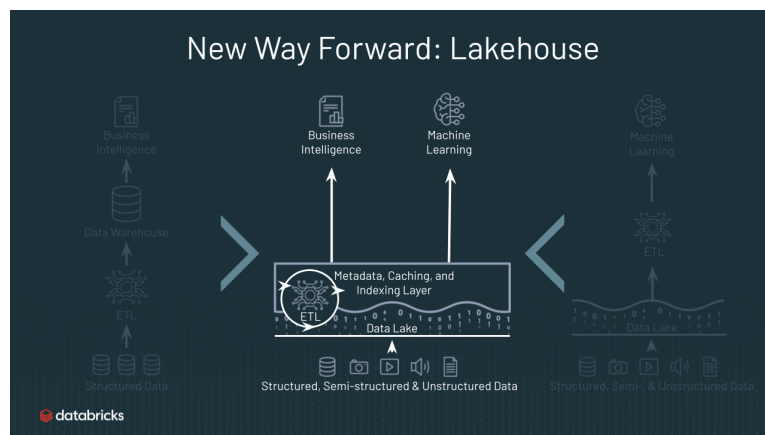 New Way Forward: Lakehouse
Business
Intelligence
Data Warehouse
ETL
Structured Data
Business
Intelligence
Machine
Learning
Metadata, Caching, and
Indexing Layer
ETL
Data Lake
Structured, Semi-structured & Unstructured Data
Machine
Learning
ETL
Data Lake
Structured, Semi-, & Unstructured Data
databricks